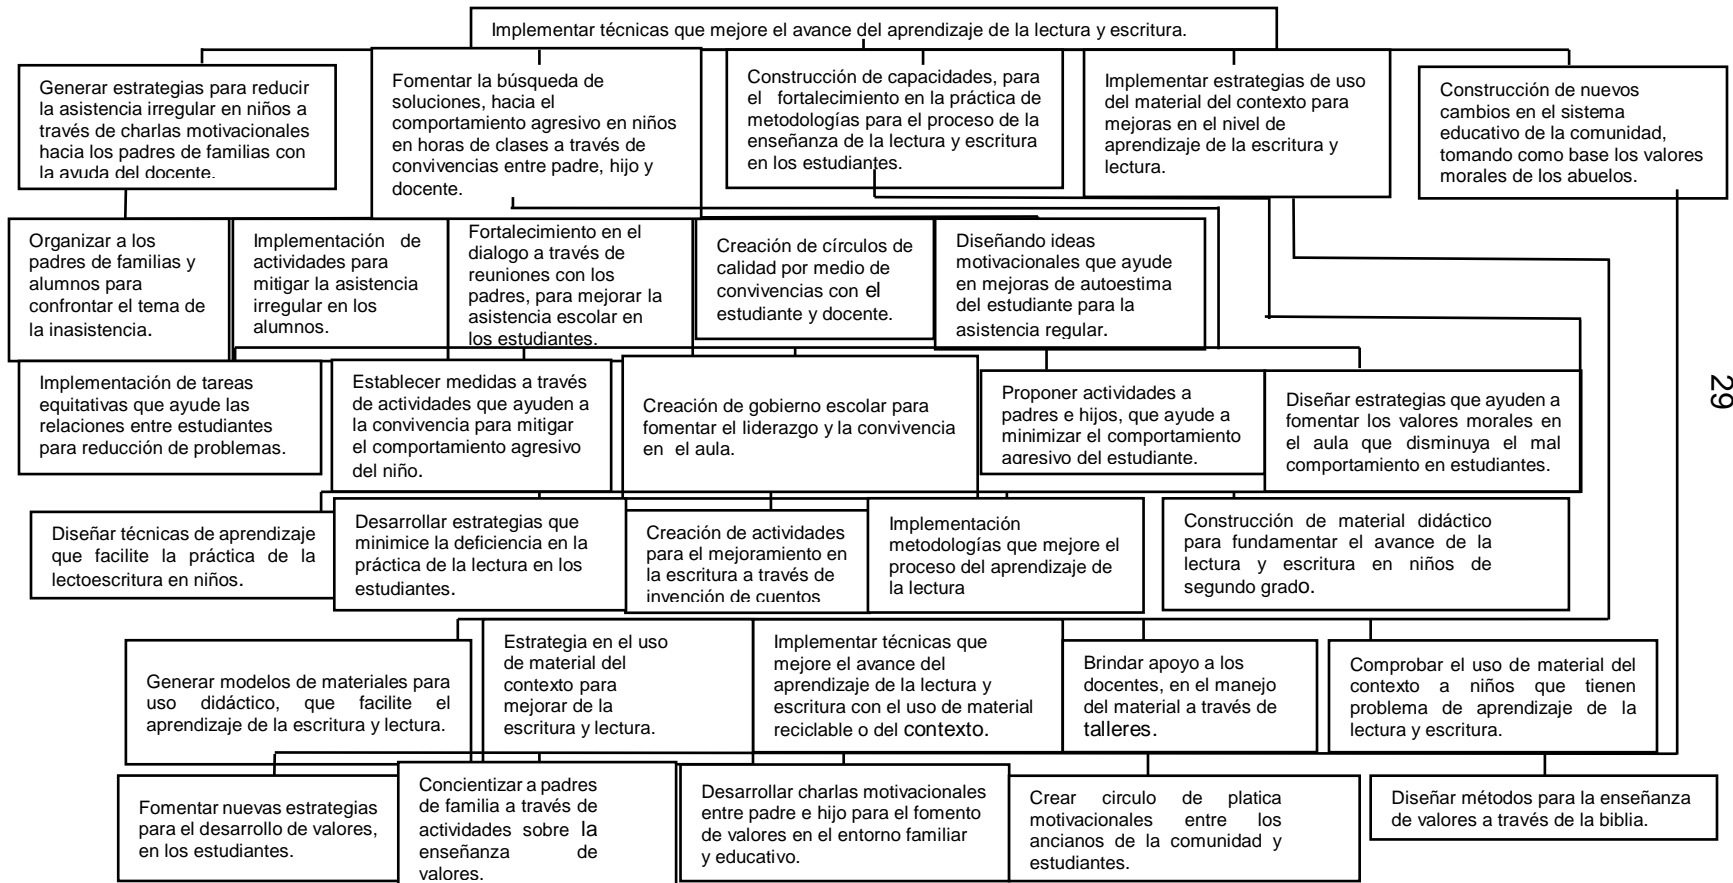 Implementar técnicas que mejore el avance del aprendizaje de la lectura y escritura.
Generar estrategias para reducir
la asistencia irregular en niños a
través de charlas motivacionales
hacia los padres de familias con
la ayuda del docente.
Fomentar la búsqueda de
soluciones, hacia el
comportamiento agresivo en niños
en horas de clases a través de
convivencias entre padre, hijo y
docente.
Construcción de capacidades, para
el fortalecimiento en la práctica de
metodologías para el proceso de la
enseñanza de la lectura y escritura
en los estudiantes.
Implementar estrategias de uso
del material del contexto para
mejoras en el nivel de
aprendizaje de la escritura y
lectura.
Construcción de nuevos
cambios en el sistema
educativo de la comunidad,
tomando como base los valores
morales de los abuelos.
Organizar a los
padres de familias y
alumnos para
confrontar el tema de
la inasistencia.
Implementación de
actividades para
mitigar la asistencia
irregular en los
alumnos.
Fortalecimiento en el
dialogo a través de
reuniones con los
padres, para mejorar la
asistencia escolar en
los estudiantes.
Creación de círculos de
calidad por medio de
convivencias con el
estudiante y docente.
Diseñando ideas
motivacionales que ayude
en mejoras de autoestima
del estudiante para la
asistencia regular.
Implementación de tareas
equitativas que ayude las
relaciones entre estudiantes
para reducción de problemas.
Establecer medidas a través
de actividades que ayuden a
la convivencia para mitigar
el comportamiento agresivo
del niño.
Creación de gobierno escolar para
fomentar el liderazgo y la convivencia
en el aula.
Proponer actividades a
padres e hijos, que ayude a
minimizar el comportamiento
agresivo del estudiante.
Diseñar estrategias que ayuden a
fomentar los valores morales en
el aula que disminuya el mal
comportamiento en estudiantes.
29
Diseñar técnicas de aprendizaje
que facilite la práctica de la
lectoescritura en niños.
Desarrollar estrategias que
minimice la deficiencia en la
práctica de la lectura en los
estudiantes.
Creación de actividades
para el mejoramiento en
la escritura a través de
invención de cuentos
Implementación
metodologías que mejore el
proceso del aprendizaje de
la lectura
Construcción de material didáctico
para fundamentar el avance de la
lectura y escritura en niños de
segundo grado.
Generar modelos de materiales para
uso didáctico, que facilite el
aprendizaje de la escritura y lectura.
Estrategia en el uso
de material del
contexto para
mejorar de la
escritura y lectura.
Implementar técnicas que
mejore el avance del
aprendizaje de la lectura y
escritura con el uso de material
reciclable o del contexto.
Brindar apoyo a los
docentes, en el manejo
del material a través de
talleres.
Comprobar el uso de material del
contexto a niños que tienen
problema de aprendizaje de la
lectura y escritura.
Fomentar nuevas estrategias
para el desarrollo de valores,
en los estudiantes.
Concientizar a padres
de familia a través de
actividades sobre la
enseñanza de
valores.
Desarrollar charlas motivacionales
entre padre e hijo para el fomento
de valores en el entorno familiar
y educativo.
Crear circulo de platica
motivacionales entre los
ancianos de la comunidad y
estudiantes.
Diseñar métodos para la enseñanza
de valores a través de la biblia.